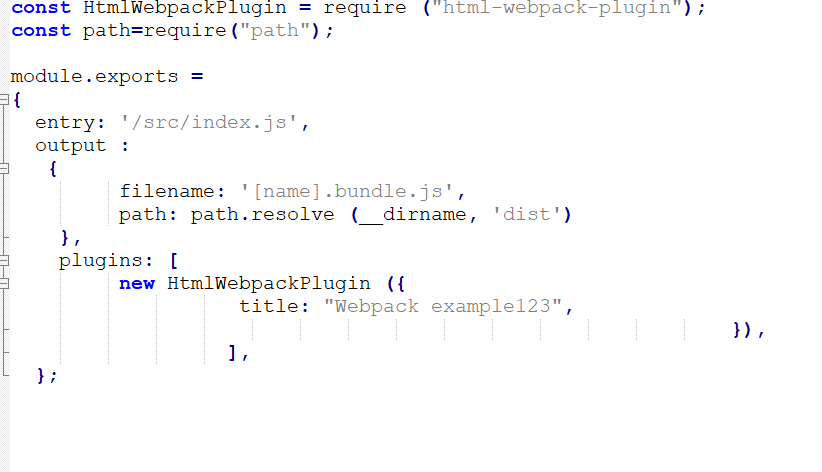 const HtmlWebpackPlugin = require ("html-webpack-plugin");
const path=require("path");
module.exports =
{
entry: '/src/index.js',
output :
{
filename: '[name].bundle.js',
path: path.resolve (__dirname, 'dist')
},
plugins: [
new HtmlWebpackPlugin ({
title: "Webpack example123",
}),
],
};